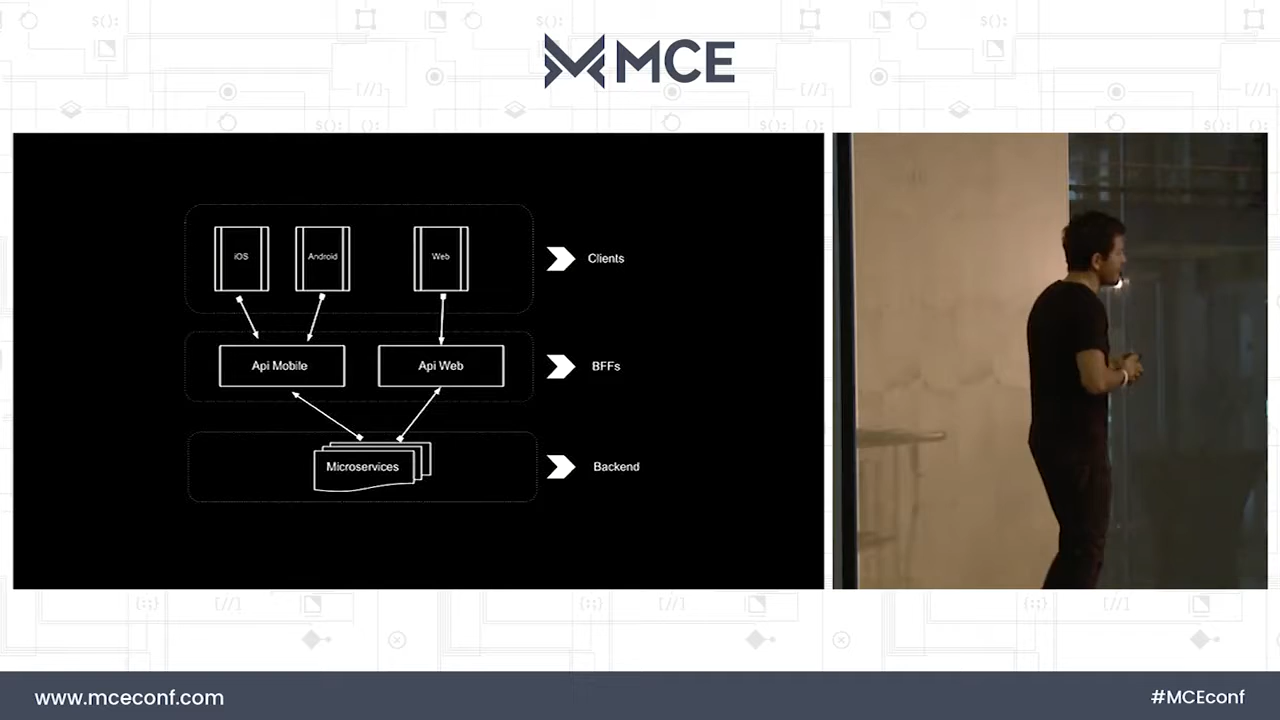 MCE
iOS
Android
Web
Clients
Api Mobile
Api Web
BFFs
Microservices
Backend
www.mceconf.com
#MCEconf